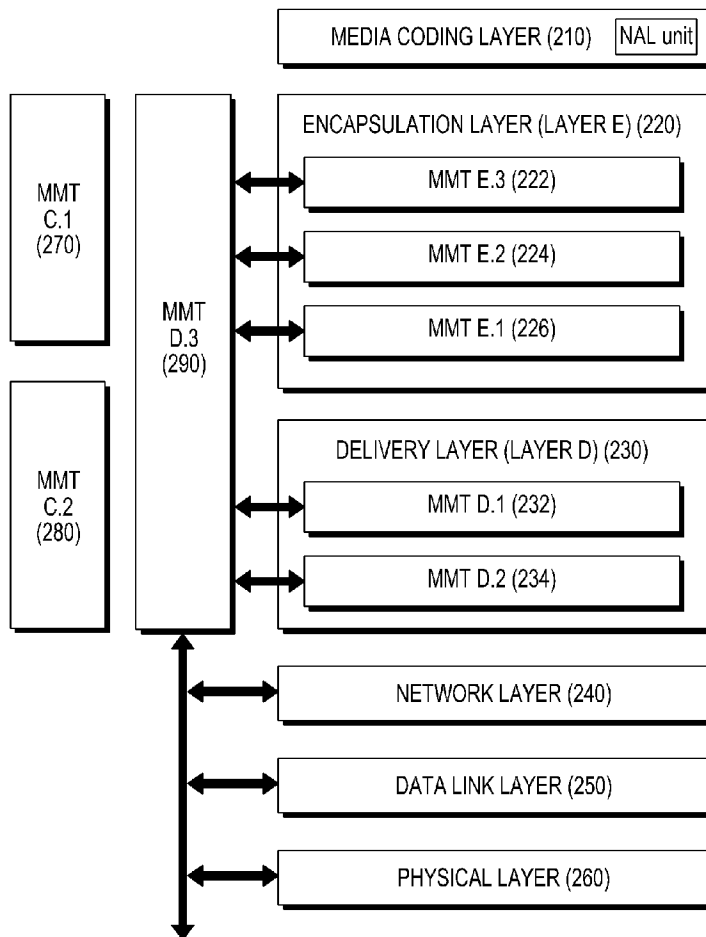 MEDIA CODING LAYER (210)
NAL unit
MMT
C.1
(270)
MMT
D.3
(290)
ENCAPSULATION LAYER (LAYER E) (220)
MMT E.3 (222)
MMT E.2 (224)
MMT E.1 (226)
MMT
C.2
(280)
DELIVERY LAYER (LAYER D) (230)
MMT D.1 (232)
MMT D.2 (234)
NETWORK LAYER (240)
DATA LINK LAYER (250)
PHYSICAL LAYER (260)